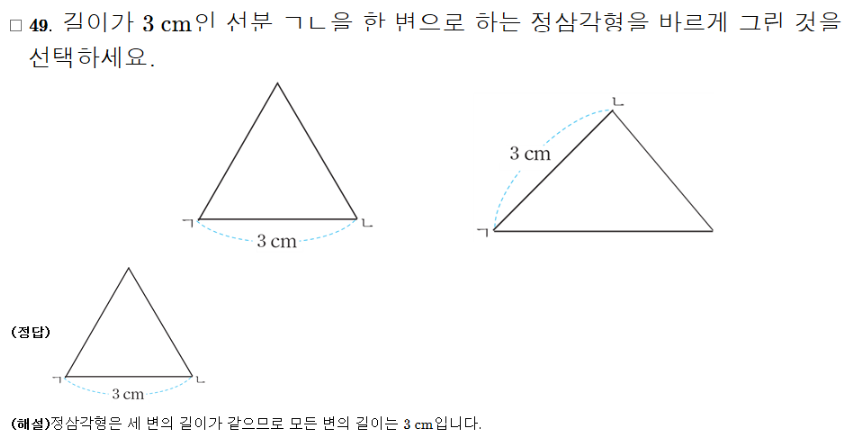 □ 49. 길이가 3 cm인 선분 ㄱㄴ을 한 변으로 하는 정삼각형을 바르게 그린 것을
선택하세요.
ㄴ
3 cm
ㄱ ㄴ
3 cm
ㄱ
(정답)
ㄱ ㄴ
3 cm
(해설)정삼각형은 세 변의 길이가 같으므로 모든 변의 길이는 3 cm입니다.